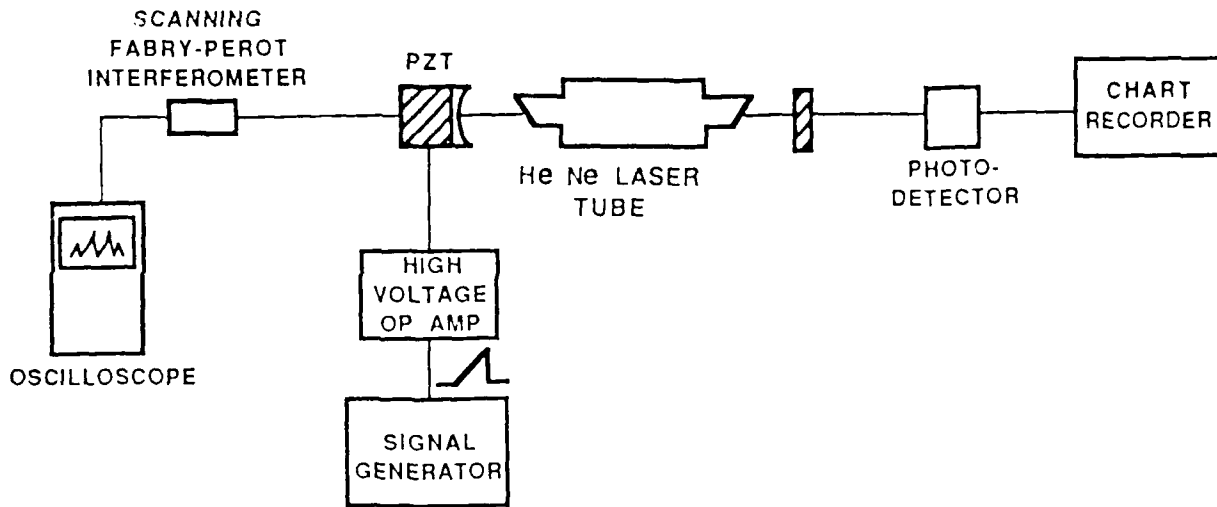 SCANNING
FABRY-PEROT
INTERFEROMETER
PZT
He Ne LASER
TUBE
PHOTO-
DETECTOR
CHART
RECORDER
OSCILLOSCOPE
HIGH
VOLTAGE
OP AMP
SIGNAL
GENERATOR